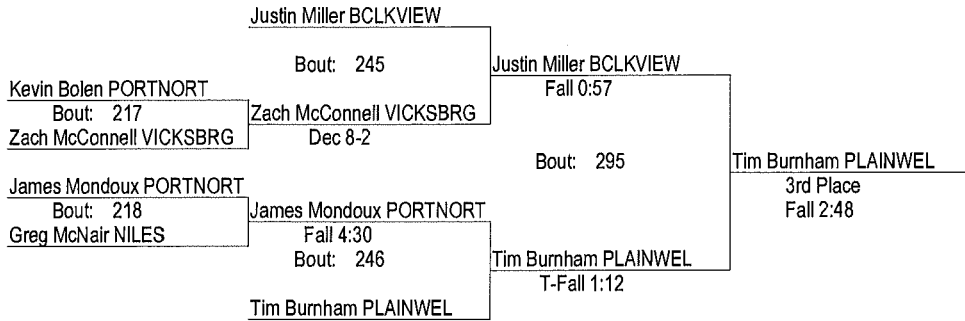 Justin Miller BCLKVIEW
Bout: 245
Justin Miller BCLKVIEW
Fall 0:57
Kevin Bolen PORTNORT
Bout: 217
Zach McConnell VICKSBRG
Zach McConnell VICKSBRG
Dec 8-2
Bout: 295
Tim Burnham PLAINWEL
3rd Place
Fall 2:48
James Mondoux PORTNORT
Bout: 218
Greg McNair NILES
James Mondoux PORTNORT
Fall 4:30
Bout: 246
Tim Burnham PLAINWEL
T-Fall 1:12
Tim Burnham PLAINWEL